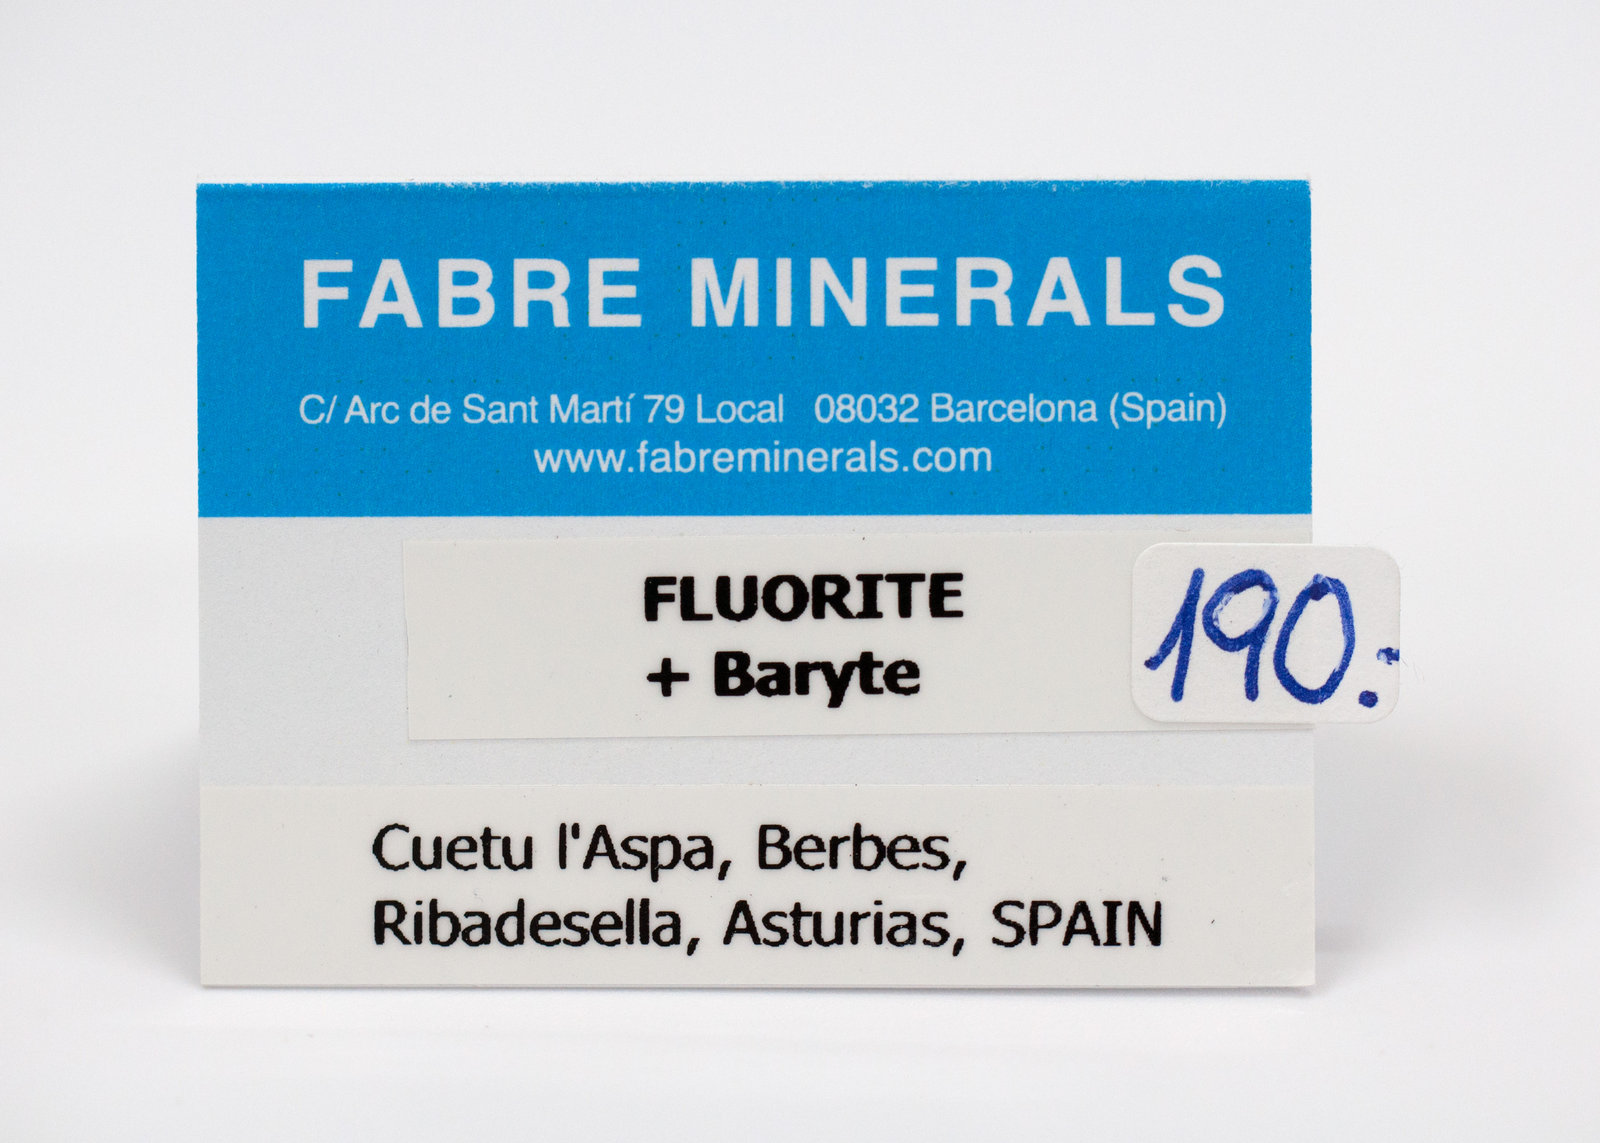 FABRE MINERALS
C/ Arc de Sant Martí 79 Local 08032 Barcelona (Spain)
www.fabreminerals.com
FLUORITE
+ Baryte
190.-
Cuetu l'Aspa, Berbes,
Ribadesella, Asturias, SPAIN